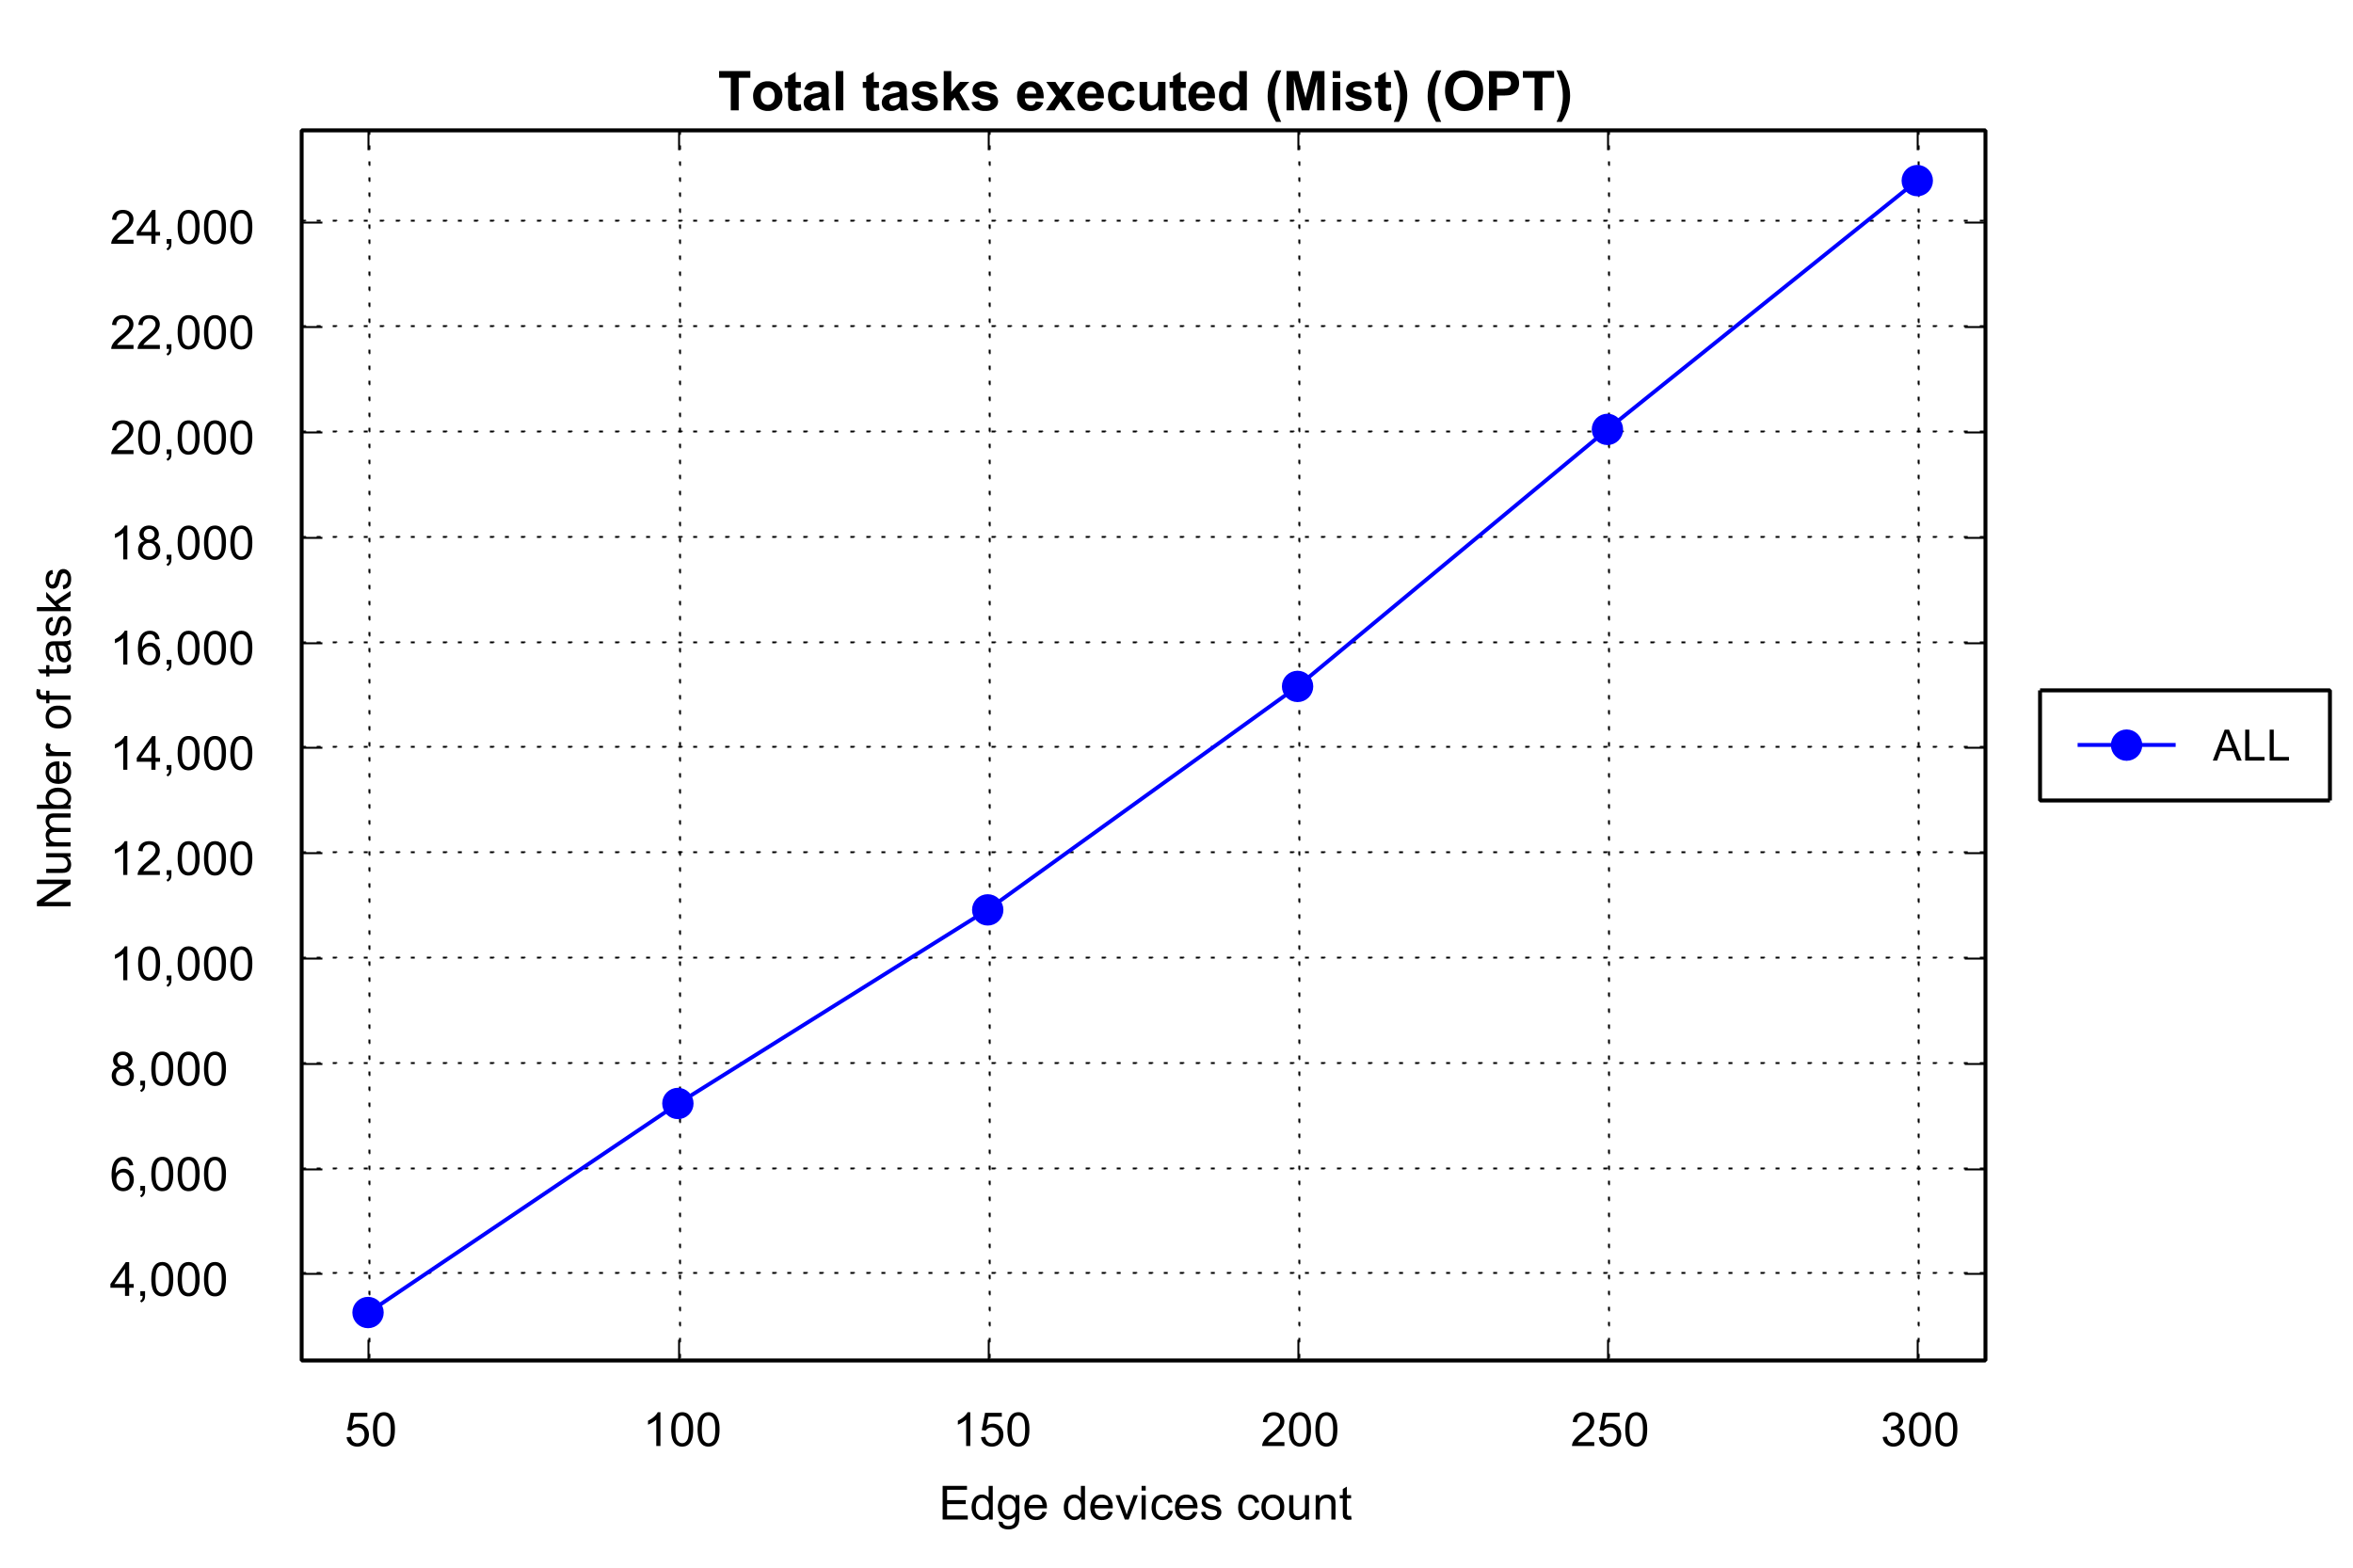 Total tasks executed (Mist) (OPT)
24,000
22,000
20,000
18,000
16,000
14,000
12,000
10,000
8,000
6,000
4,000
Number of tasks
50 100 150 200 250 300
Edge devices count
ALL